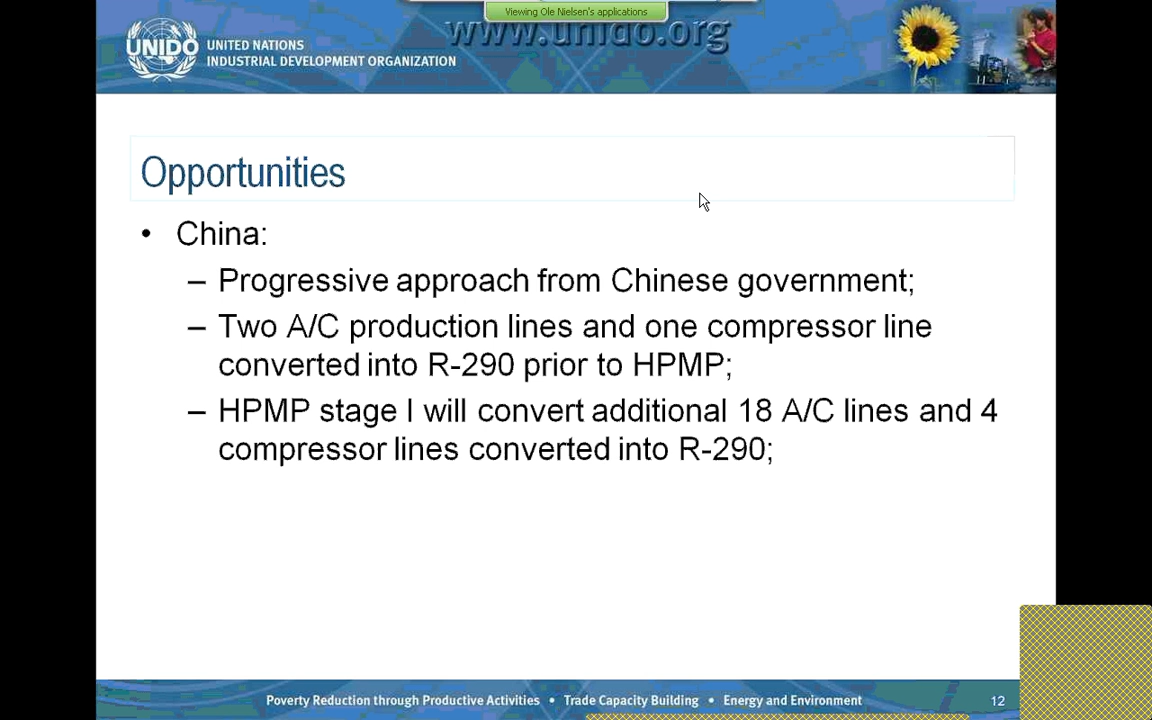 Viewing Ole Nielsen's applications
www.unido.org
UNIDO
UNITED NATIONS
INDUSTRIAL DEVELOPMENT ORGANIZATION
Opportunities
• China:
– Progressive approach from Chinese government;
– Two A/C production lines and one compressor line
converted into R-290 prior to HPMP;
– HPMP stage I will convert additional 18 A/C lines and 4
compressor lines converted into R-290;
Poverty Reduction through Productive Activities • Trade Capacity Building • Energy and Environment
12